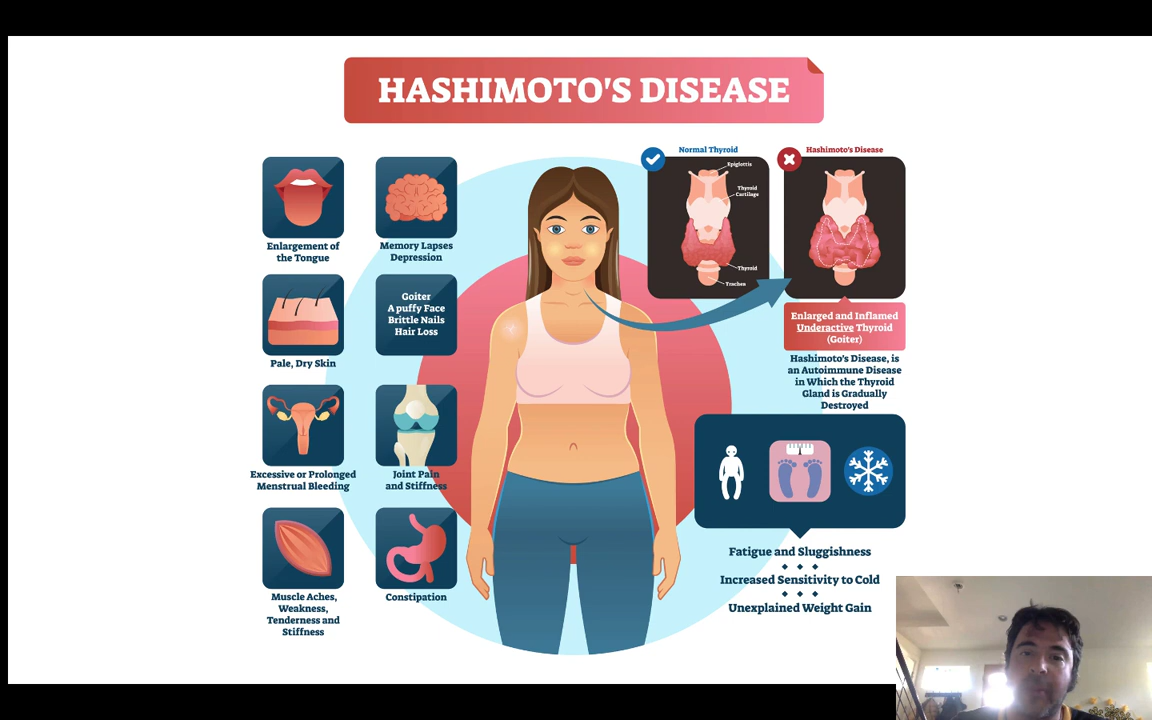 HASHIMOTO'S DISEASE
Enlargement of
the Tongue
Memory Lapses
Depression
Pale, Dry Skin
Goiter
A puffy Face
Brittle Nails
Hair Loss
Excessive or Prolonged
Menstrual Bleeding
Joint Pain
and Stiffness
Muscle Aches,
Weakness,
Tenderness and
Stiffness
Constipation
Normal Thyroid
Epiglottis
Thyroid
Cartilage
Thyroid
Trachea
Hashimoto's Disease
Enlarged and Inflamed
Underactive Thyroid
(Goiter)
Hashimoto's Disease, is
an Autoimmune Disease
in Which the Thyroid
Gland is Gradually
Destroyed
Fatigue and Sluggishness
Increased Sensitivity to Cold
Unexplained Weight Gain